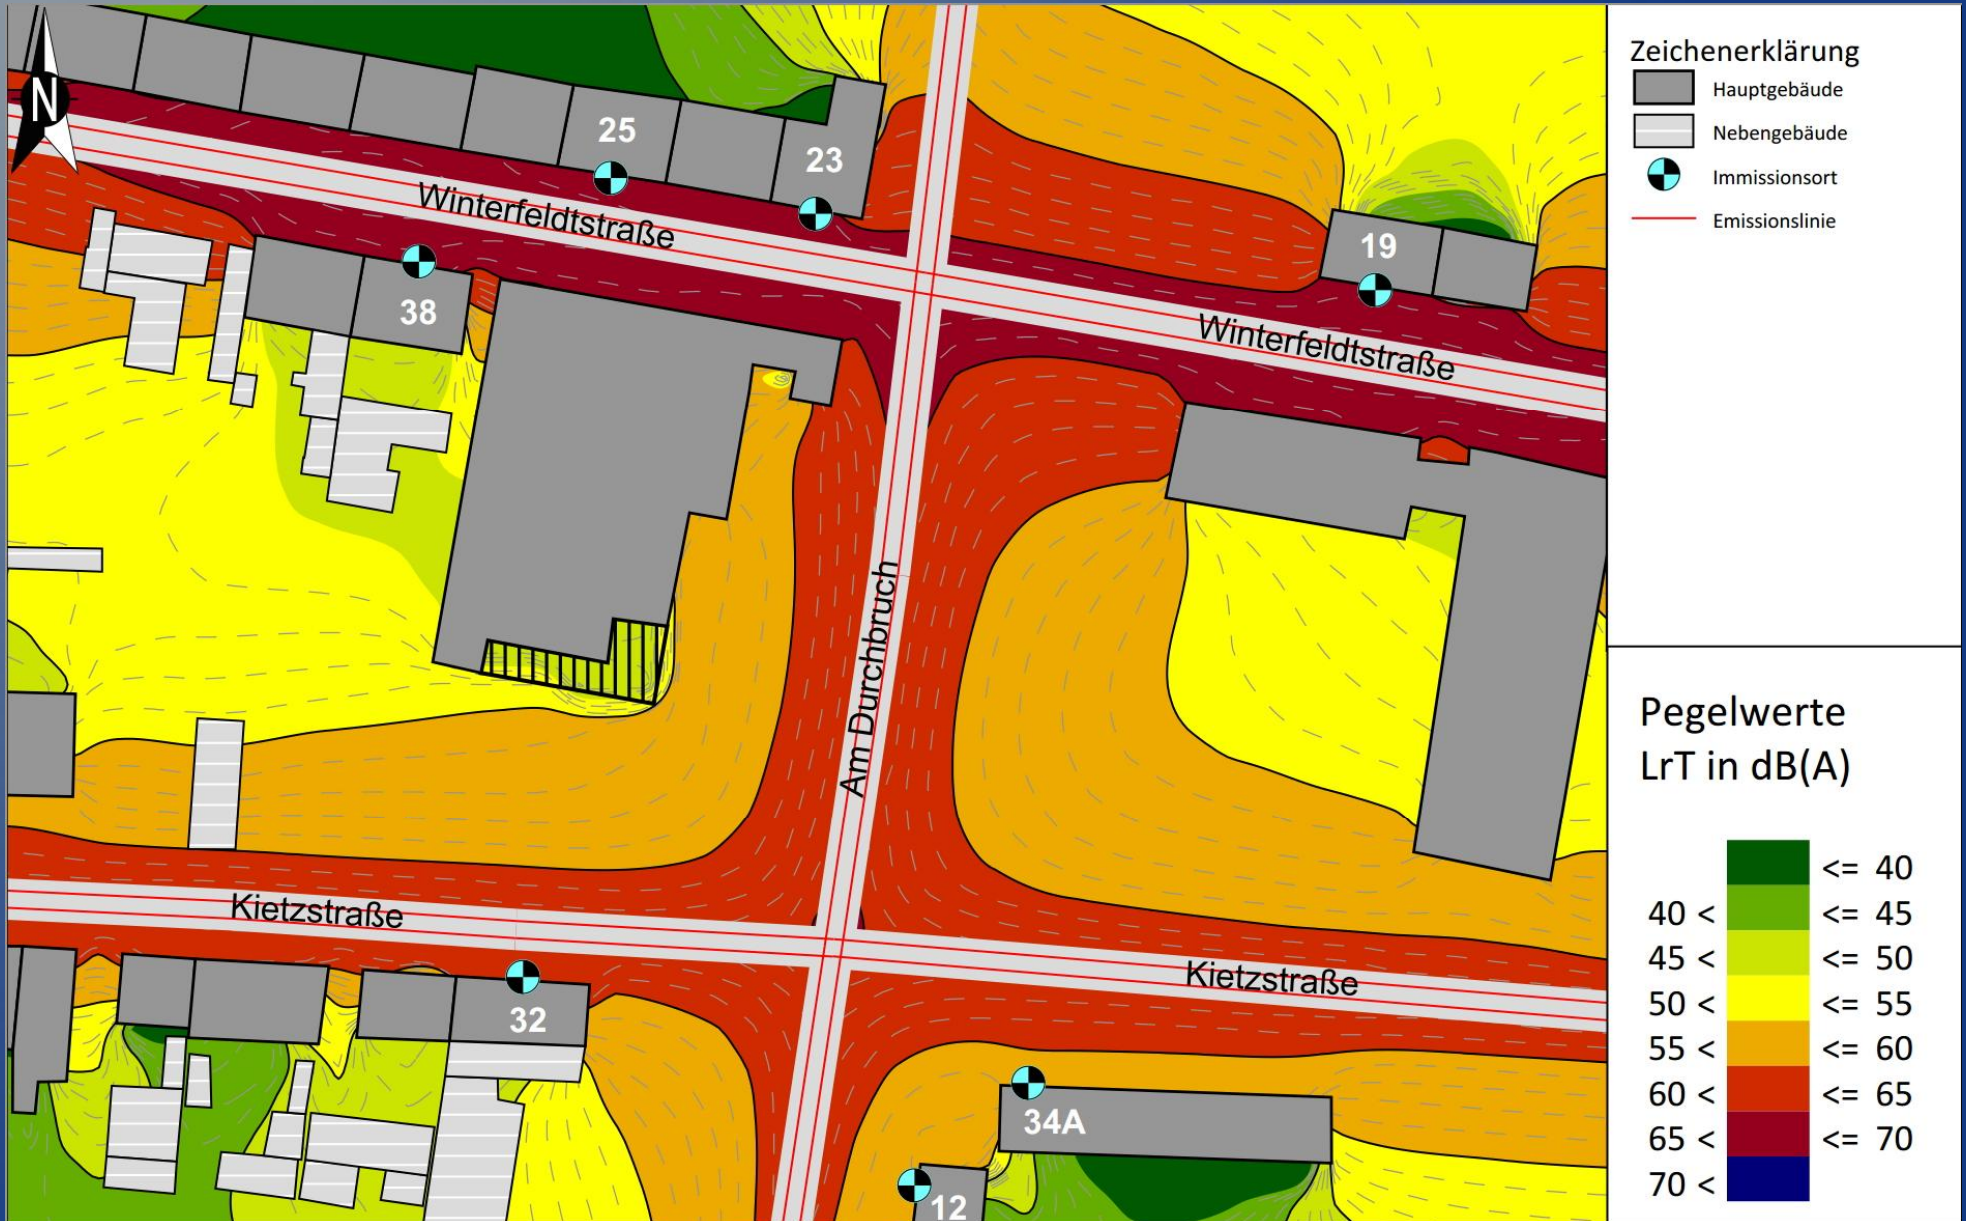 N
25
23
19
38
Winterfeldtstraße
Winterfeldtstraße
Am Durchbruch
Kietzstraße
Kietzstraße
32
34A
12
Zeichenerklärung
Hauptgebäude
Nebengebäude
Immissionsort
Emissionslinie
Pegelwerte
LrT in dB(A)
<= 40
40 < <= 45
45 < <= 50
50 < <= 55
55 < <= 60
60 < <= 65
65 < <= 70
70 <